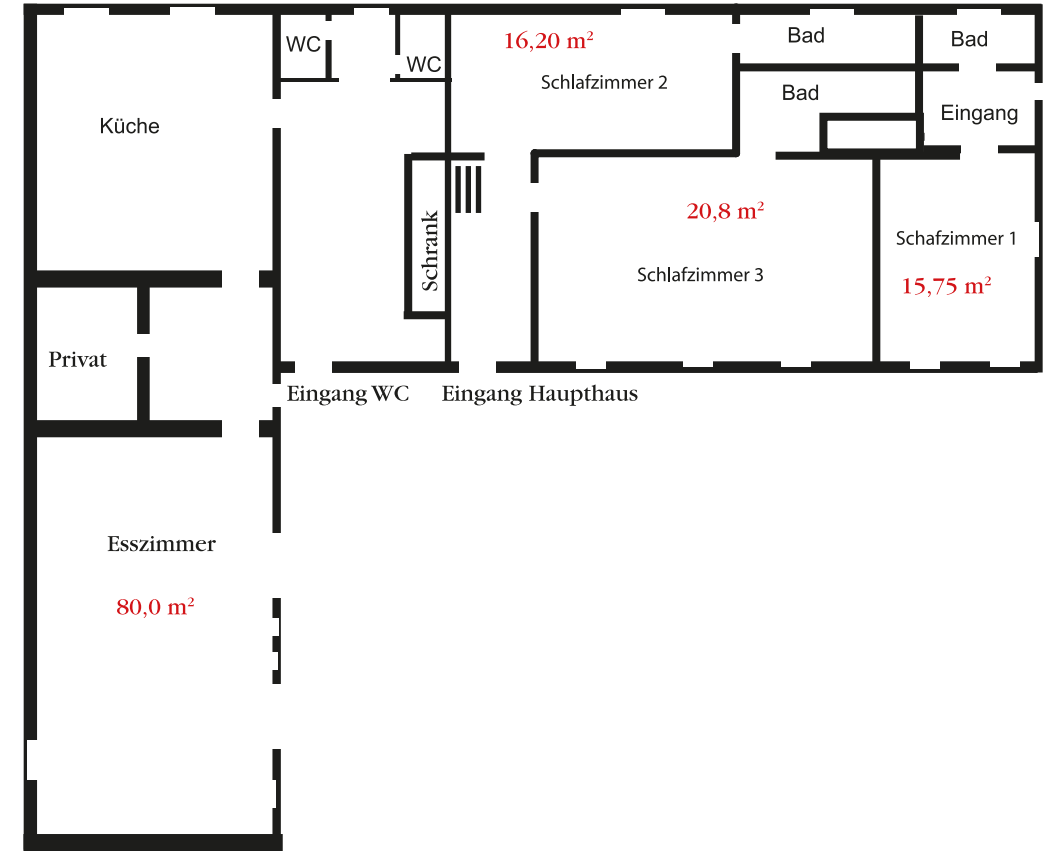 WC
16,20 m²
Bad
Bad
WC
Schlafzimmer 2
Bad
Küche
Eingang
Schrank
20,8 m²
Schafzimmer 1
Schlafzimmer 3
15,75 m²
Privat
Eingang WC
Eingang Haupthaus
Esszimmer
80,0 m²